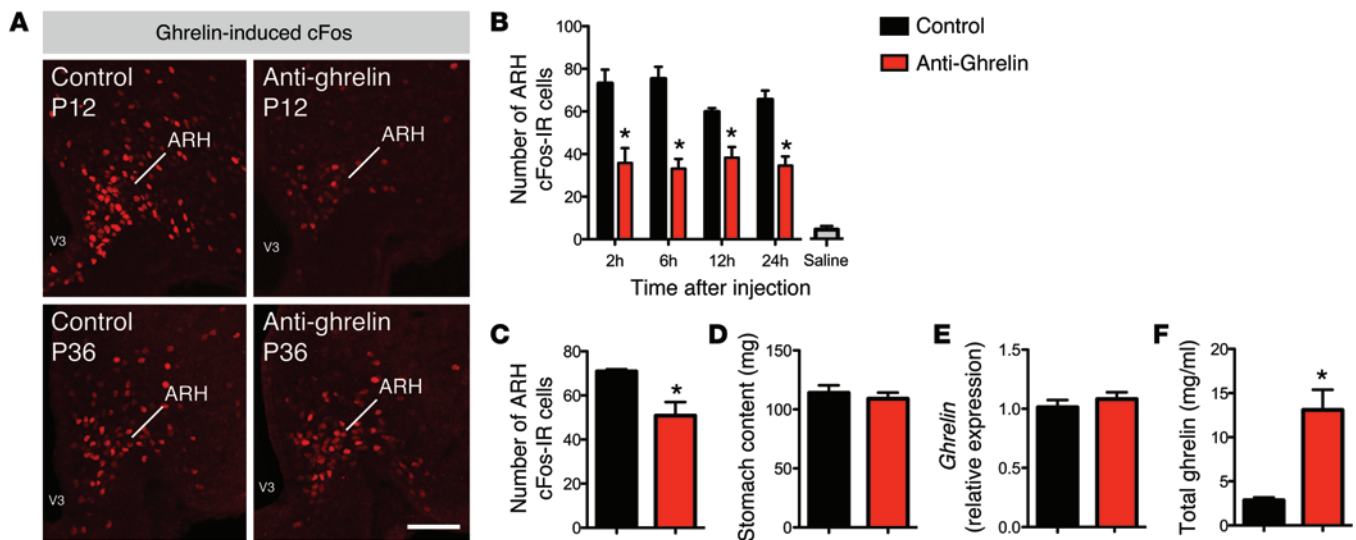 A
Ghrelin-induced cFos
Control
P12
ARH
V3
Anti-ghrelin
P12
ARH
V3
Control
P36
ARH
V3
Anti-ghrelin
P36
ARH
B
Number of ARH
cFos-IR cells
100
80
60
40
20
0
*
*
*
*
2h
6h
12h
24h
Saline
Time after injection
Control
Anti-Ghrelin
C
Number of ARH
cFos-IR cells
80
60
40
20
0
*
D
Stomach content (mg)
150
100
50
0
E
Ghrelin
(relative expression)
1.5
1.0
0.5
0.0
F
Total ghrelin (mg/ml)
20
15
10
5
0
*